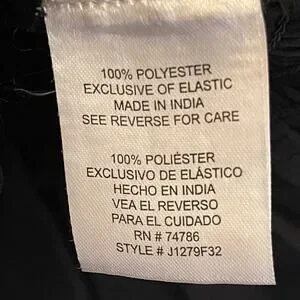 100% POLYESTER
EXCLUSIVE OF ELASTIC
MADE IN INDIA
SEE REVERSE FOR CARE
100% POLIÉSTER
EXCLUSIVO DE ELÁSTICO
HECHO EN INDIA
VEA EL REVERSO
PARA EL CUIDADO
RN # 74786
STYLE # J1279F32